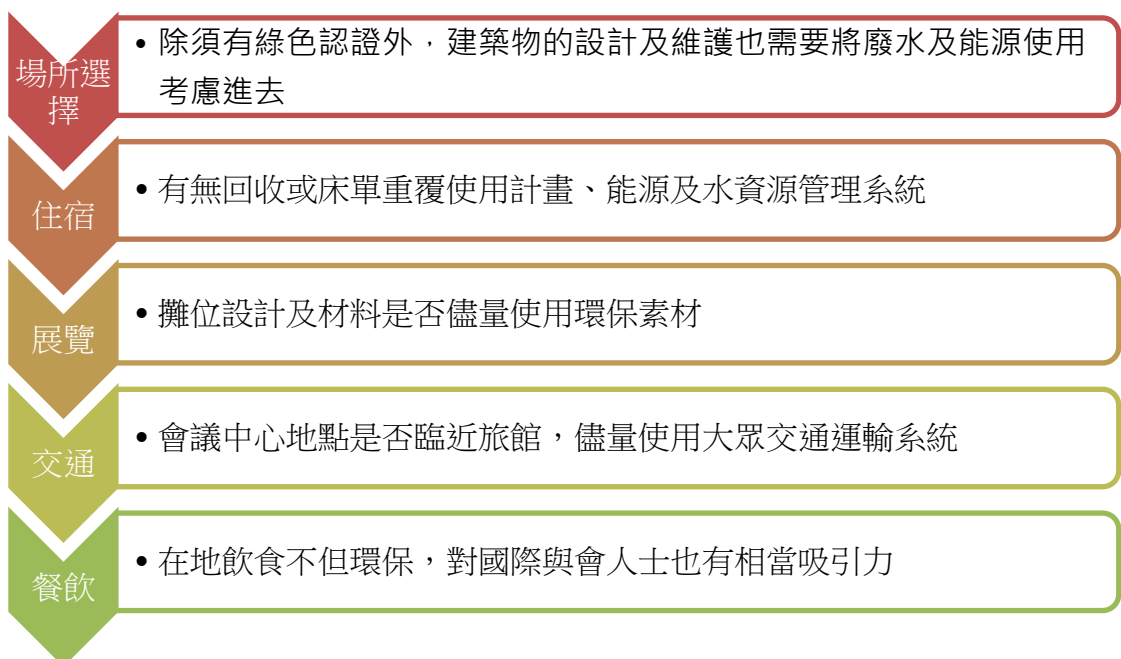 場所選
擇
• 除須有綠色認證外，建築物的設計及維護也需要將廢水及能源使用
考慮進去
住宿
• 有無回收或床單重覆使用計畫、能源及水資源管理系統
展覽
• 攤位設計及材料是否儘量使用環保素材
交通
• 會議中心地點是否臨近旅館，儘量使用大眾交通運輸系統
餐飲
• 在地飲食不但環保，對國際與會人士也有相當吸引力